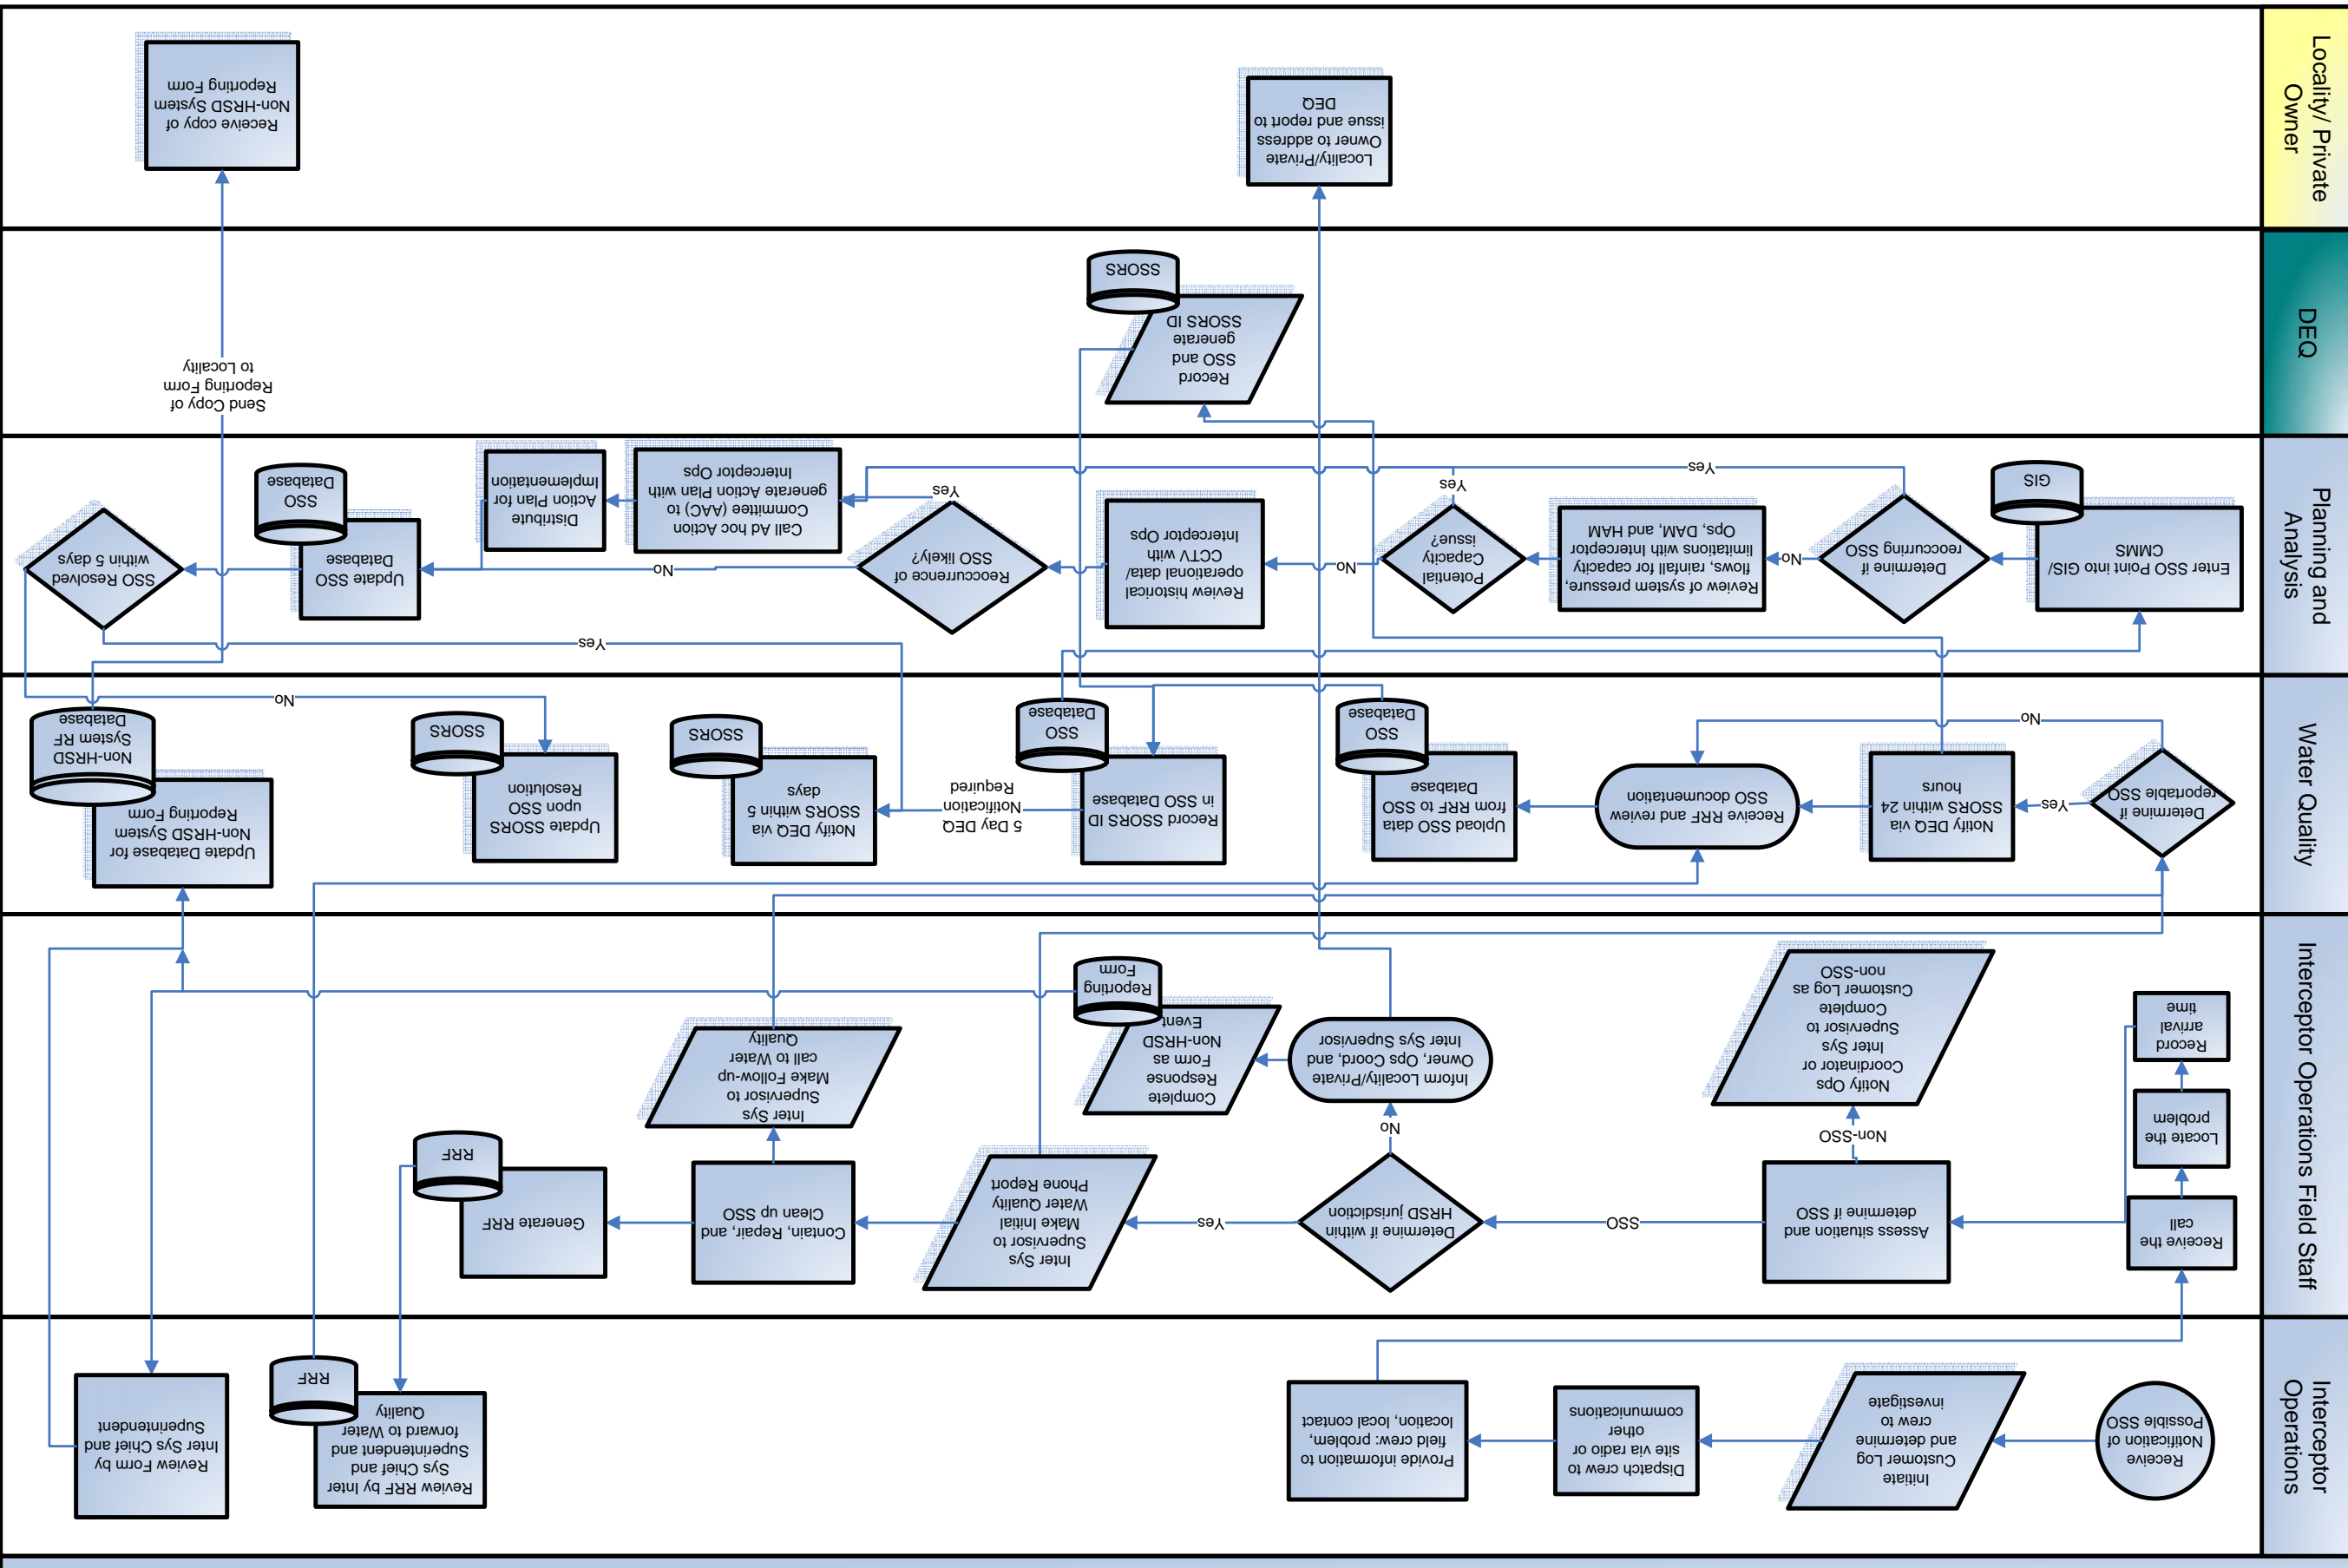 Interceptor
Operations
Receive
Notification of
Possible SSO
Initiate
Customer Log
and determine
crew to
investigate
Dispatch crew to
site via radio or
other
communications
Provide information to
field crew: problem,
location, local contact
Review RRF by Inter
Sys Chief and
Superintendent and
forward to Water
Quality
RRF
Review Form by
Inter Sys Chief and
Superintendent
Interceptor Operations Field Staff
Receive the
call
Locate the
problem
Record
arrival
time
Assess situation and
determine if SSO
Non-SSO
Notify Ops
Coordinator or
Inter Sys
Supervisor to
Complete
Customer Log as
non-SSO
SSO
Determine if within
HRSD jurisdiction
No
Inform Locality/Private
Owner, Ops Coord, and
Inter Sys Supervisor
Complete
Response
Form as
Non-HRSD
Event
Reporting
Form
Yes
Inter Sys
Supervisor to
Make Initial
Water Quality
Phone Report
Contain, Repair, and
Clean up SSO
Inter Sys
Supervisor to
Make Follow-up
call to Water
Quality
Generate RRF
RRF
Water Quality
Determine if
reportable SSO
Yes
No
Notify DEQ via
SSORS within 24
hours
Receive RRF and review
SSO documentation
Upload SSO data
from RRF to SSO
Database
SSO
Database
Record SSORS ID
in SSO Database
SSO
Database
5 Day DEQ
Notification
Required
Notify DEQ via
SSORS within 5
days
SSORS
Update SSORS
upon SSO
Resolution
SSORS
No
Update Database for
Non-HRSD System
Reporting Form
Non-HRSD
System RF
Database
Planning and
Analysis
Enter SSO Point into GIS/
CMMS
GIS
Determine if
reoccurring SSO
No
Yes
Review of system pressure,
flows, rainfall for capacity
limitations with Interceptor
Ops, DAM, and HAM
Potential
Capacity
issue?
Yes
No
Review historical
operational data/
CCTV with
Interceptor Ops
Reoccurrence of
SSO likely?
Yes
No
Call Ad hoc Action
Committee (AAC) to
generate Action Plan with
Interceptor Ops
Distribute
Action Plan for
Implementation
Update SSO
Database
SSO
Database
SSO Resolved
within 5 days
Yes
DEQ
Record
SSO and
generate
SSORS ID
SSORS
Send Copy of
Reporting Form
to Locality
Locality/ Private
Owner
Locality/Private
Owner to address
issue and report to
DEQ
Receive copy of
Non-HRSD System
Reporting Form